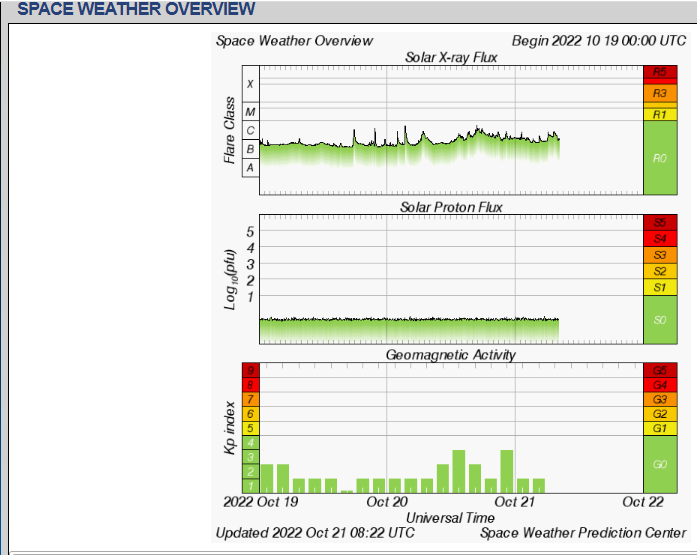 SPACE WEATHER OVERVIEW
Space Weather Overview Begin 2022 10 19 00:00 UTC
Solar X-ray Flux
Flare Class
X
M
C
B
A
R5
R3
R1
R0
Solar Proton Flux
Log10(pfu)
5
4
3
2
1
S5
S4
S3
S2
S1
S0
Geomagnetic Activity
Kp index
9
8
7
6
5
4
3
2
1
G5
G4
G3
G2
G1
G0
2022 Oct 19 Oct 20 Oct 21 Oct 22
Universal Time
Updated 2022 Oct 21 08:22 UTC Space Weather Prediction Center